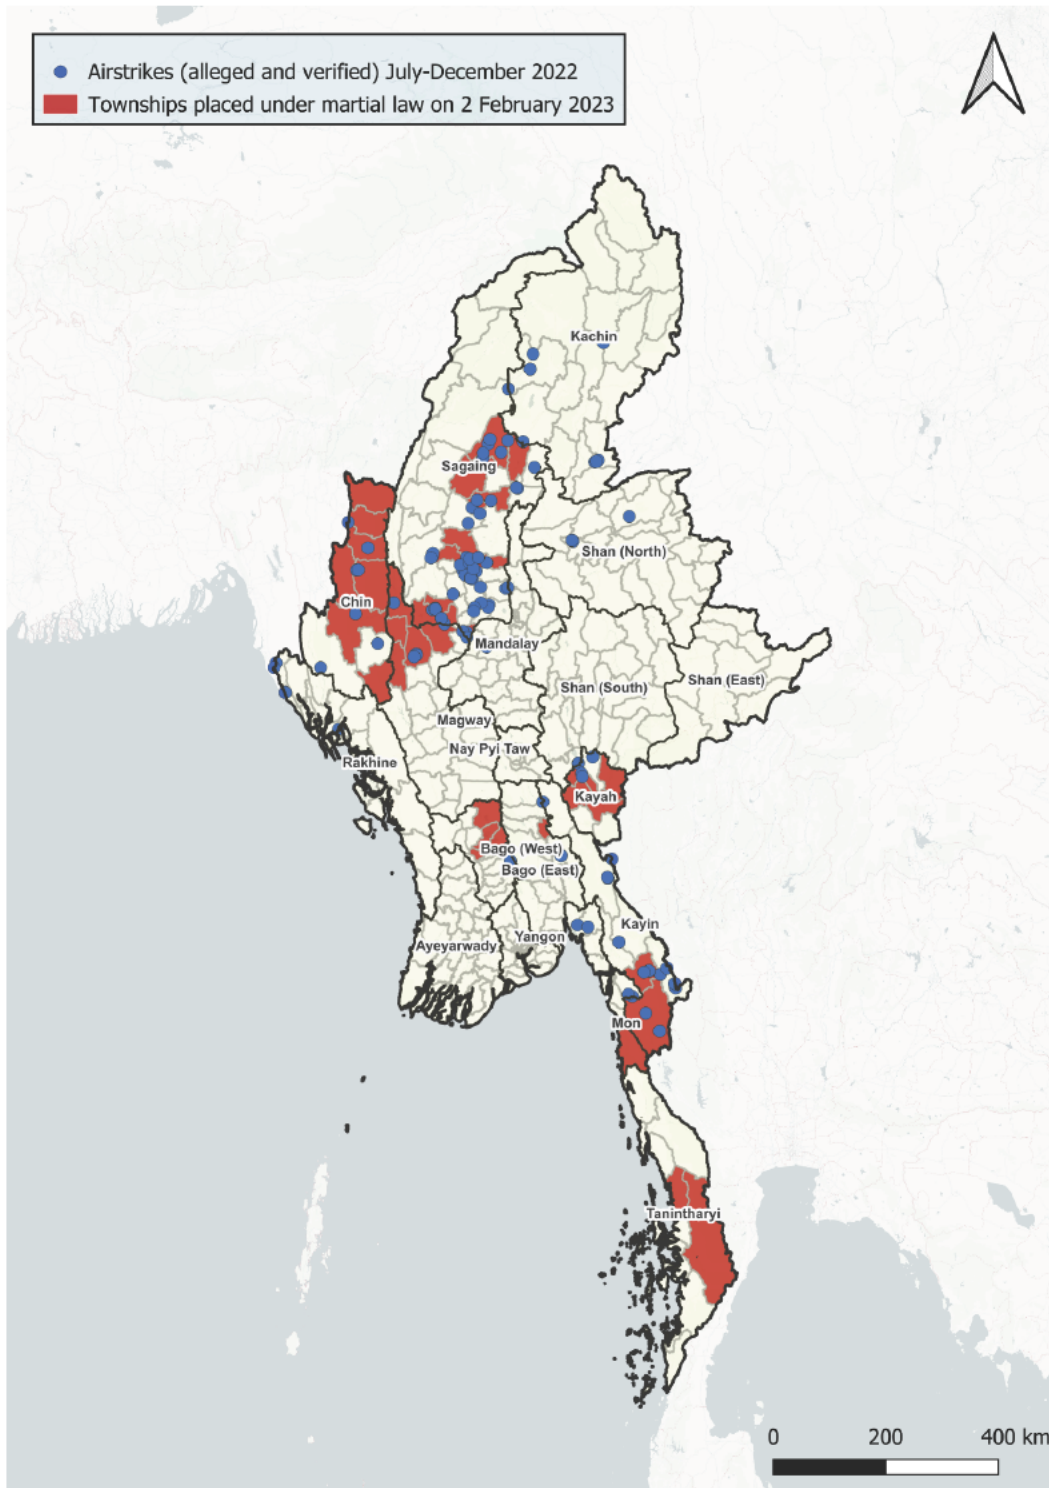 Airstrikes (alleged and verified) July-December 2022
Townships placed under martial law on 2 February 2023
Kachin
Sagaing
Shan (North)
Chin
Mandalay
Shan (East)
Shan (South)
Magway
Nay Pyi Taw
Rakhine
Kayah
Bago (West)
Bago (East)
Kayin
Yangon
Ayeyarwady
Mon
Tanintharyi
0 200 400 km